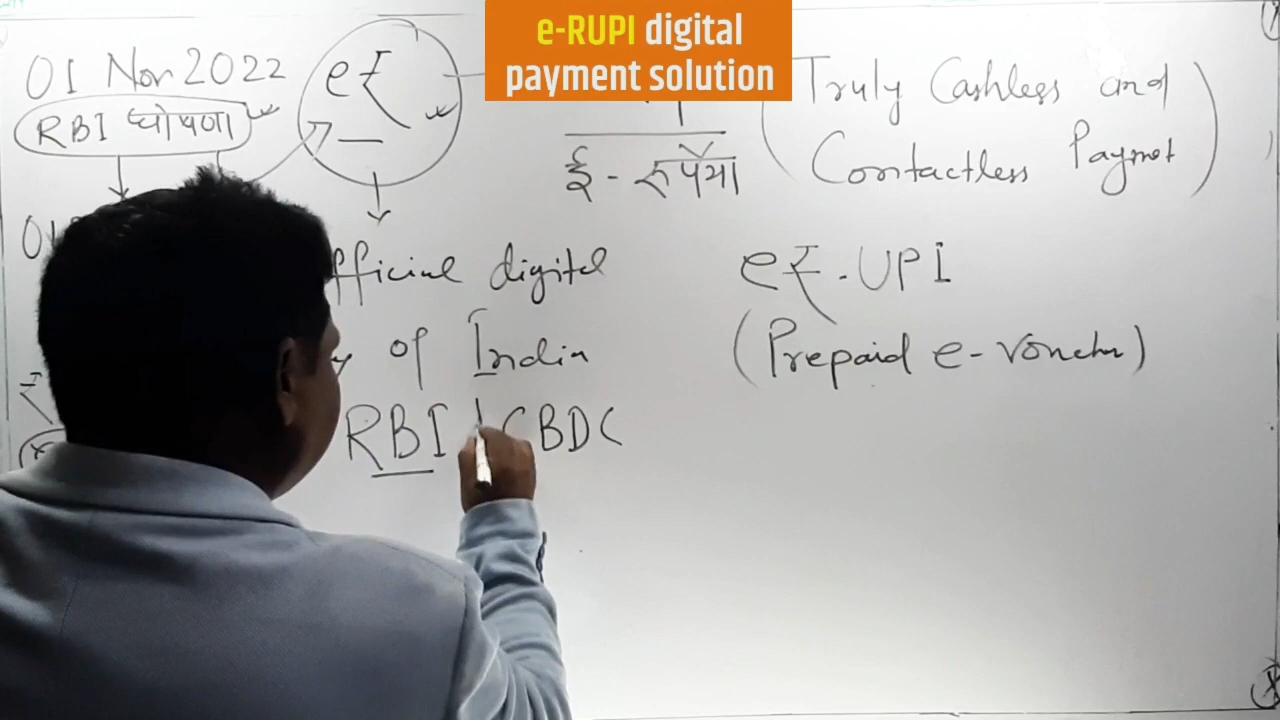 e-RUPI digital
payment solution
01 Nov 2022
RBI घोषणा
e₹
ई-रुपया
(Truly Cashless and
Contactless Paymet)
official digital
of India
RBI CBDC
e₹-UPI
(Prepaid e-voucher)